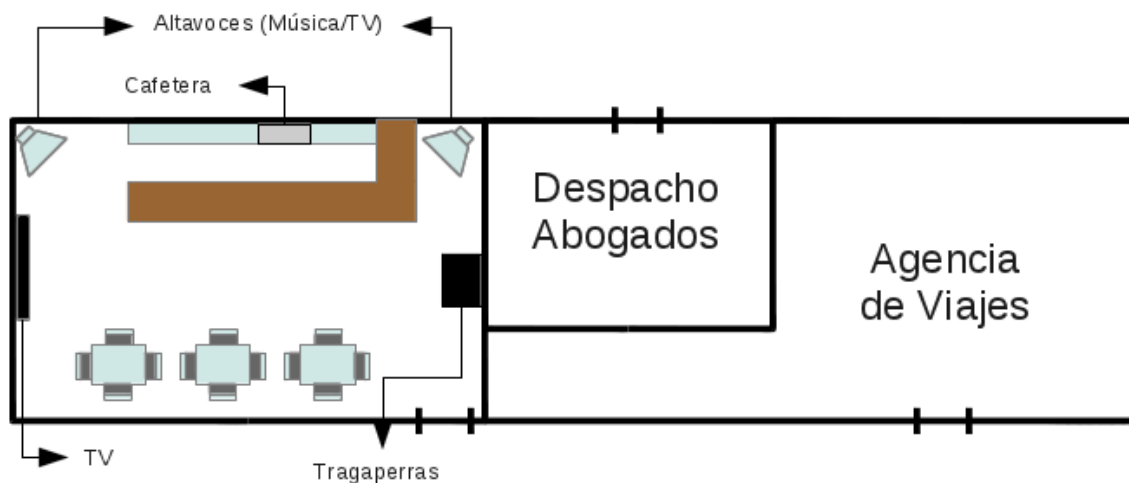 Altavoces (Música/TV)
Cafetera
Despacho
Abogados
Agencia
de Viajes
TV
Tragaperras